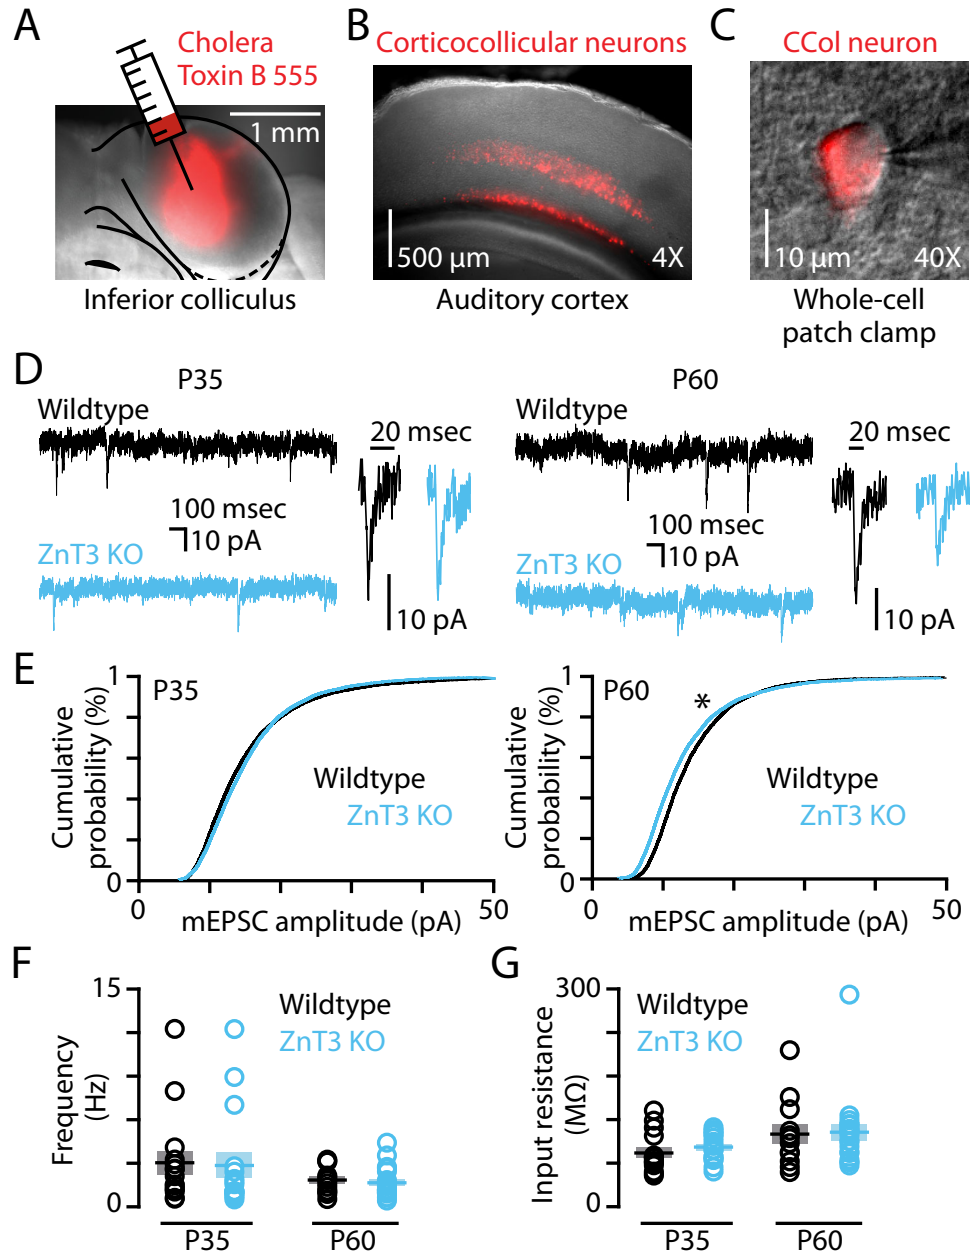 A
Cholera
Toxin B 555
1 mm
Inferior colliculus
B
Corticocollicular neurons
500 μm
4X
Auditory cortex
C
CCol neuron
10 μm
40X
Whole-cell
patch clamp
D
P35
Wildtype
20 msec
100 msec
10 pA
ZnT3 KO
10 pA
P60
Wildtype
20 msec
100 msec
10 pA
ZnT3 KO
10 pA
E
Cumulative
probability (%)
1
0
P35
Wildtype
ZnT3 KO
0
50
mEPSC amplitude (pA)
Cumulative
probability (%)
1
0
P60
*
Wildtype
ZnT3 KO
0
50
mEPSC amplitude (pA)
F
Frequency
(Hz)
15
0
Wildtype
ZnT3 KO
P35
P60
G
Input resistance
(MΩ)
300
0
Wildtype
ZnT3 KO
P35
P60